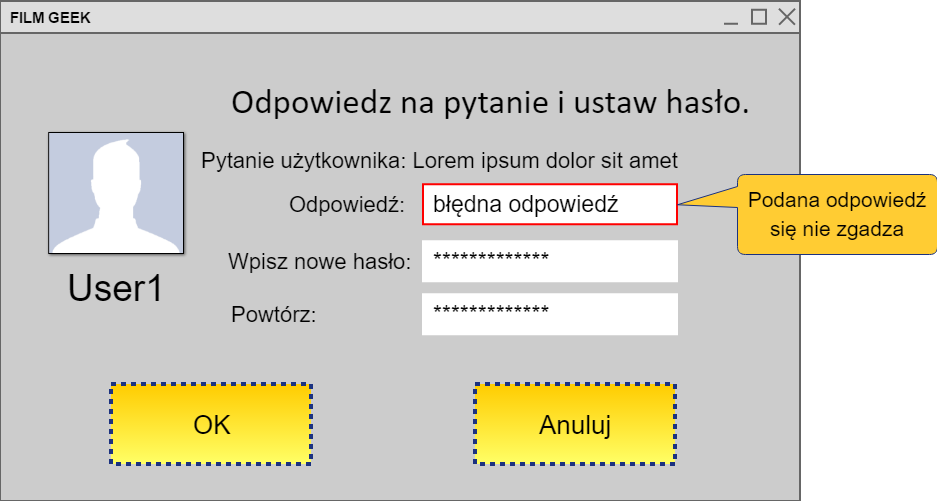 FILM GEEK
Odpowiedz na pytanie i ustaw hasło.
Pytanie użytkownika: Lorem ipsum dolor sit amet
Odpowiedź: błędna odpowiedź
Podana odpowiedź
się nie zgadza
Wpisz nowe hasło: *************
Powtórz: *************
User1
OK
Anuluj